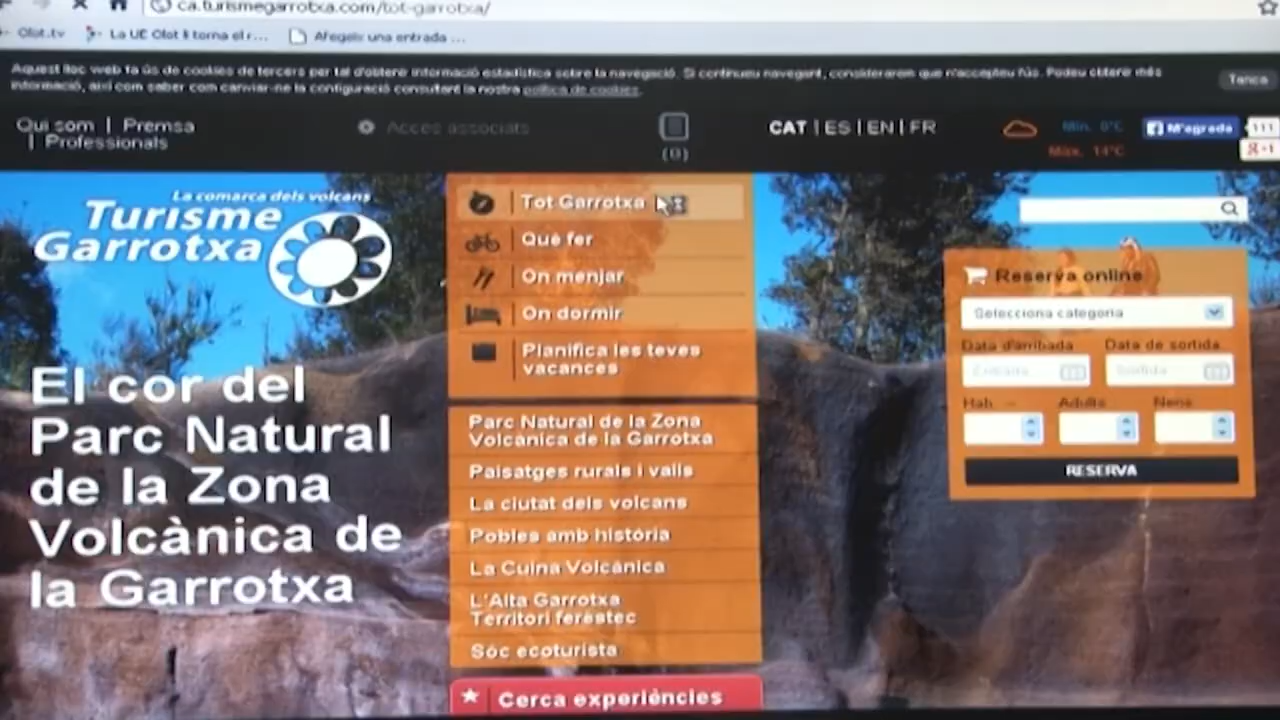 ca.turismegarrotxa.com/tot-garrotxa/
Olot.tv
La UE Olot li torna el r...
Afegeix una entrada ...
Aquest lloc web fa ús de cookies de tercers per tal d'obtenir informació estadística sobre la navegació. Si continueu navegant, considerarem que n'accepteu l'ús. Podeu obtenir més
informació, així com saber com canviar-ne la configuració consultant la nostra política de cookies.
Tanca
Qui som | Premsa
| Professionals
Accés associats
(0)
CAT | ES | EN | FR
Mín. 0°C
Màx. 14°C
M'agrada
111
g+1
La comarca dels volcans
Turisme
Garrotxa
Tot Garrotxa
Què fer
On menjar
On dormir
Planifica les teves
vacances
Reserva online
Selecciona categoria
Data d'arribada
Data de sortida
Entrada
Sortida
Hab.
Adults
Nens
RESERVA
El cor del
Parc Natural
de la Zona
Volcànica de
la Garrotxa
Parc Natural de la Zona
Volcànica de la Garrotxa
Paisatges rurals i valls
La ciutat dels volcans
Pobles amb història
La Cuina Volcànica
L'Alta Garrotxa
Territori feréstec
Sóc ecoturista
Cerca experiències